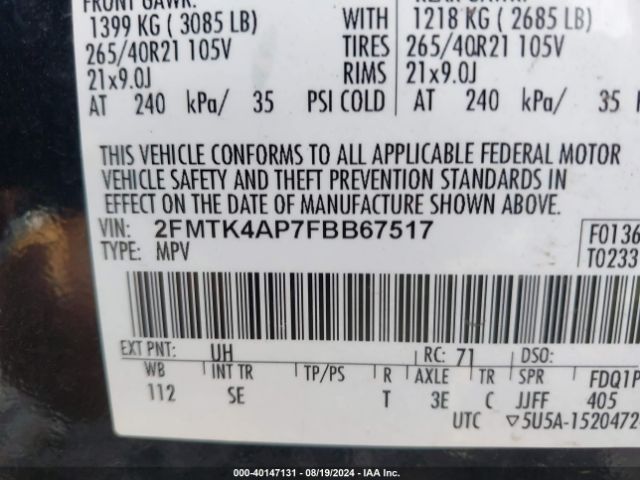 FRONT GAWR:
1399 KG ( 3085 LB) WITH 1218 KG ( 2685 LB)
265/40R21 105V TIRES 265/40R21 105V
21x9.0J RIMS 21x9.0J
AT 240 kPa/ 35 PSI COLD AT 240 kPa/ 35
THIS VEHICLE CONFORMS TO ALL APPLICABLE FEDERAL MOTOR
VEHICLE SAFETY AND THEFT PREVENTION STANDARDS
IN EFFECT ON THE DATE OF MANUFACTURE SHOWN ABOVE.
VIN: 2FMTK4AP7FBB67517 F0136
TYPE: MPV T0233
EXT PNT: UH RC: 71 DSO:
WB INT TR TP/PS R AXLE TR SPR FDQ1P
112 SE T 3E C JJFF 405
UTC ▽5U5A-1520472-
000-40147131 - 08/19/2024 - IAA Inc.